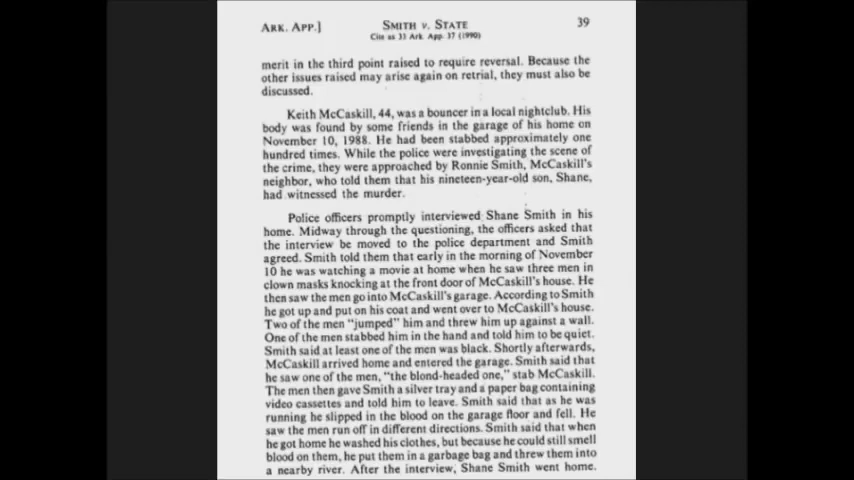 ARK. APP.]
SMITH v. STATE
Cite as 33 Ark. App. 37 (1990)
39
merit in the third point raised to require reversal. Because the
other issues raised may arise again on retrial, they must also be
discussed.
Keith McCaskill, 44, was a bouncer in a local nightclub. His
body was found by some friends in the garage of his home on
November 10, 1988. He had been stabbed approximately one
hundred times. While the police were investigating the scene of
the crime, they were approached by Ronnie Smith, McCaskill's
neighbor, who told them that his nineteen-year-old son, Shane,
had witnessed the murder.
Police officers promptly interviewed Shane Smith in his
home. Midway through the questioning, the officers asked that
the interview be moved to the police department and Smith
agreed. Smith told them that early in the morning of November
10 he was watching a movie at home when he saw three men in
clown masks knocking at the front door of McCaskill's house. He
then saw the men go into McCaskill's garage. According to Smith
he got up and put on his coat and went over to McCaskill's house.
Two of the men "jumped" him and threw him up against a wall.
One of the men stabbed him in the hand and told him to be quiet.
Smith said at least one of the men was black. Shortly afterwards,
McCaskill arrived home and entered the garage. Smith said that
he saw one of the men, "the blond-headed one," stab McCaskill.
The men then gave Smith a silver tray and a paper bag containing
video cassettes and told him to leave. Smith said that as he was
running he slipped in the blood on the garage floor and fell. He
saw the men run off in different directions. Smith said that when
he got home he washed his clothes, but because he could still smell
blood on them, he put them in a garbage bag and threw them into
a nearby river. After the interview, Shane Smith went home.